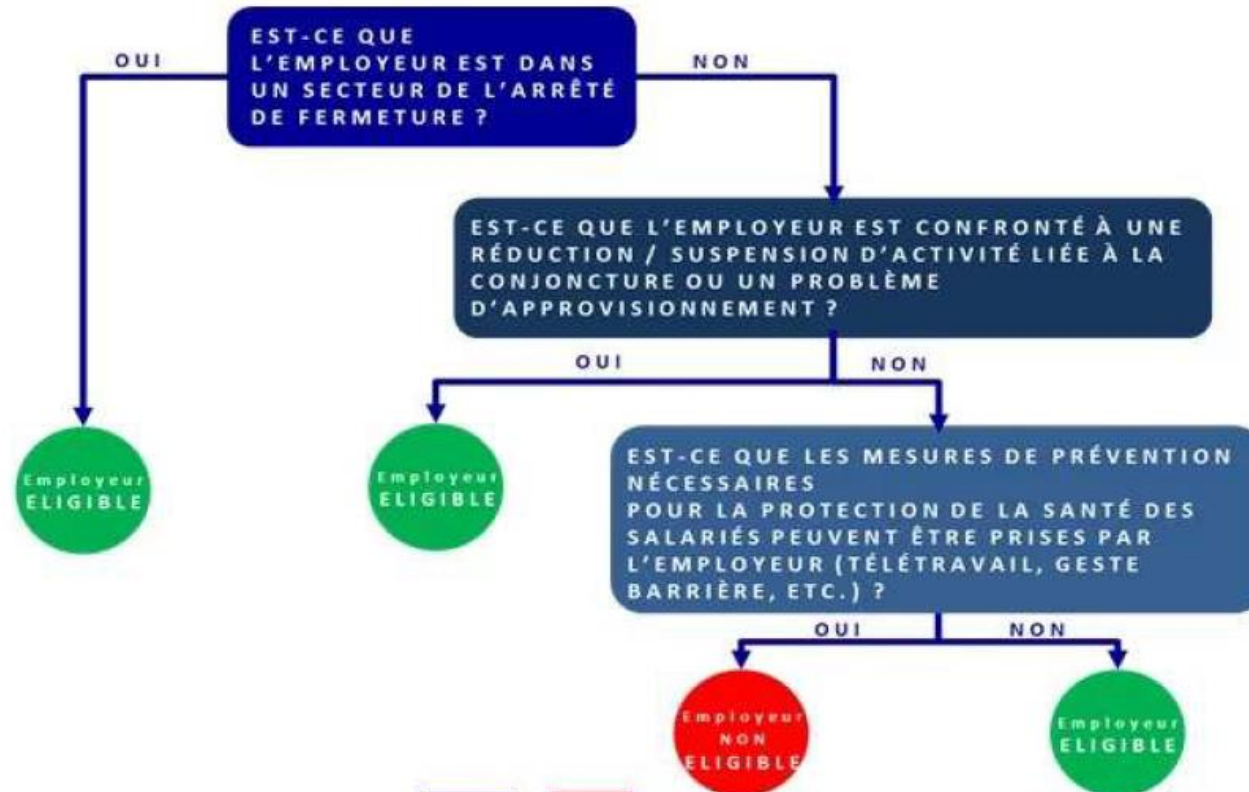 EST-CE QUE
L'EMPLOYEUR EST DANS
UN SECTEUR DE L'ARRÊTÉ
DE FERMETURE ?
OUI
NON
EST-CE QUE L'EMPLOYEUR EST CONFRONTÉ À UNE
RÉDUCTION / SUSPENSION D'ACTIVITÉ LIÉE À LA
CONJONCTURE OU UN PROBLÈME
D'APPROVISIONNEMENT ?
OUI
NON
Employeur
ELIGIBLE
Employeur
ELIGIBLE
EST-CE QUE LES MESURES DE PRÉVENTION
NÉCESSAIRES
POUR LA PROTECTION DE LA SANTÉ DES
SALARIÉS PEUVENT ÊTRE PRISES PAR
L'EMPLOYEUR (TÉLÉTRAVAIL, GESTE
BARRIÈRE, ETC.) ?
OUI
NON
Employeur
NON
ELIGIBLE
Employeur
ELIGIBLE